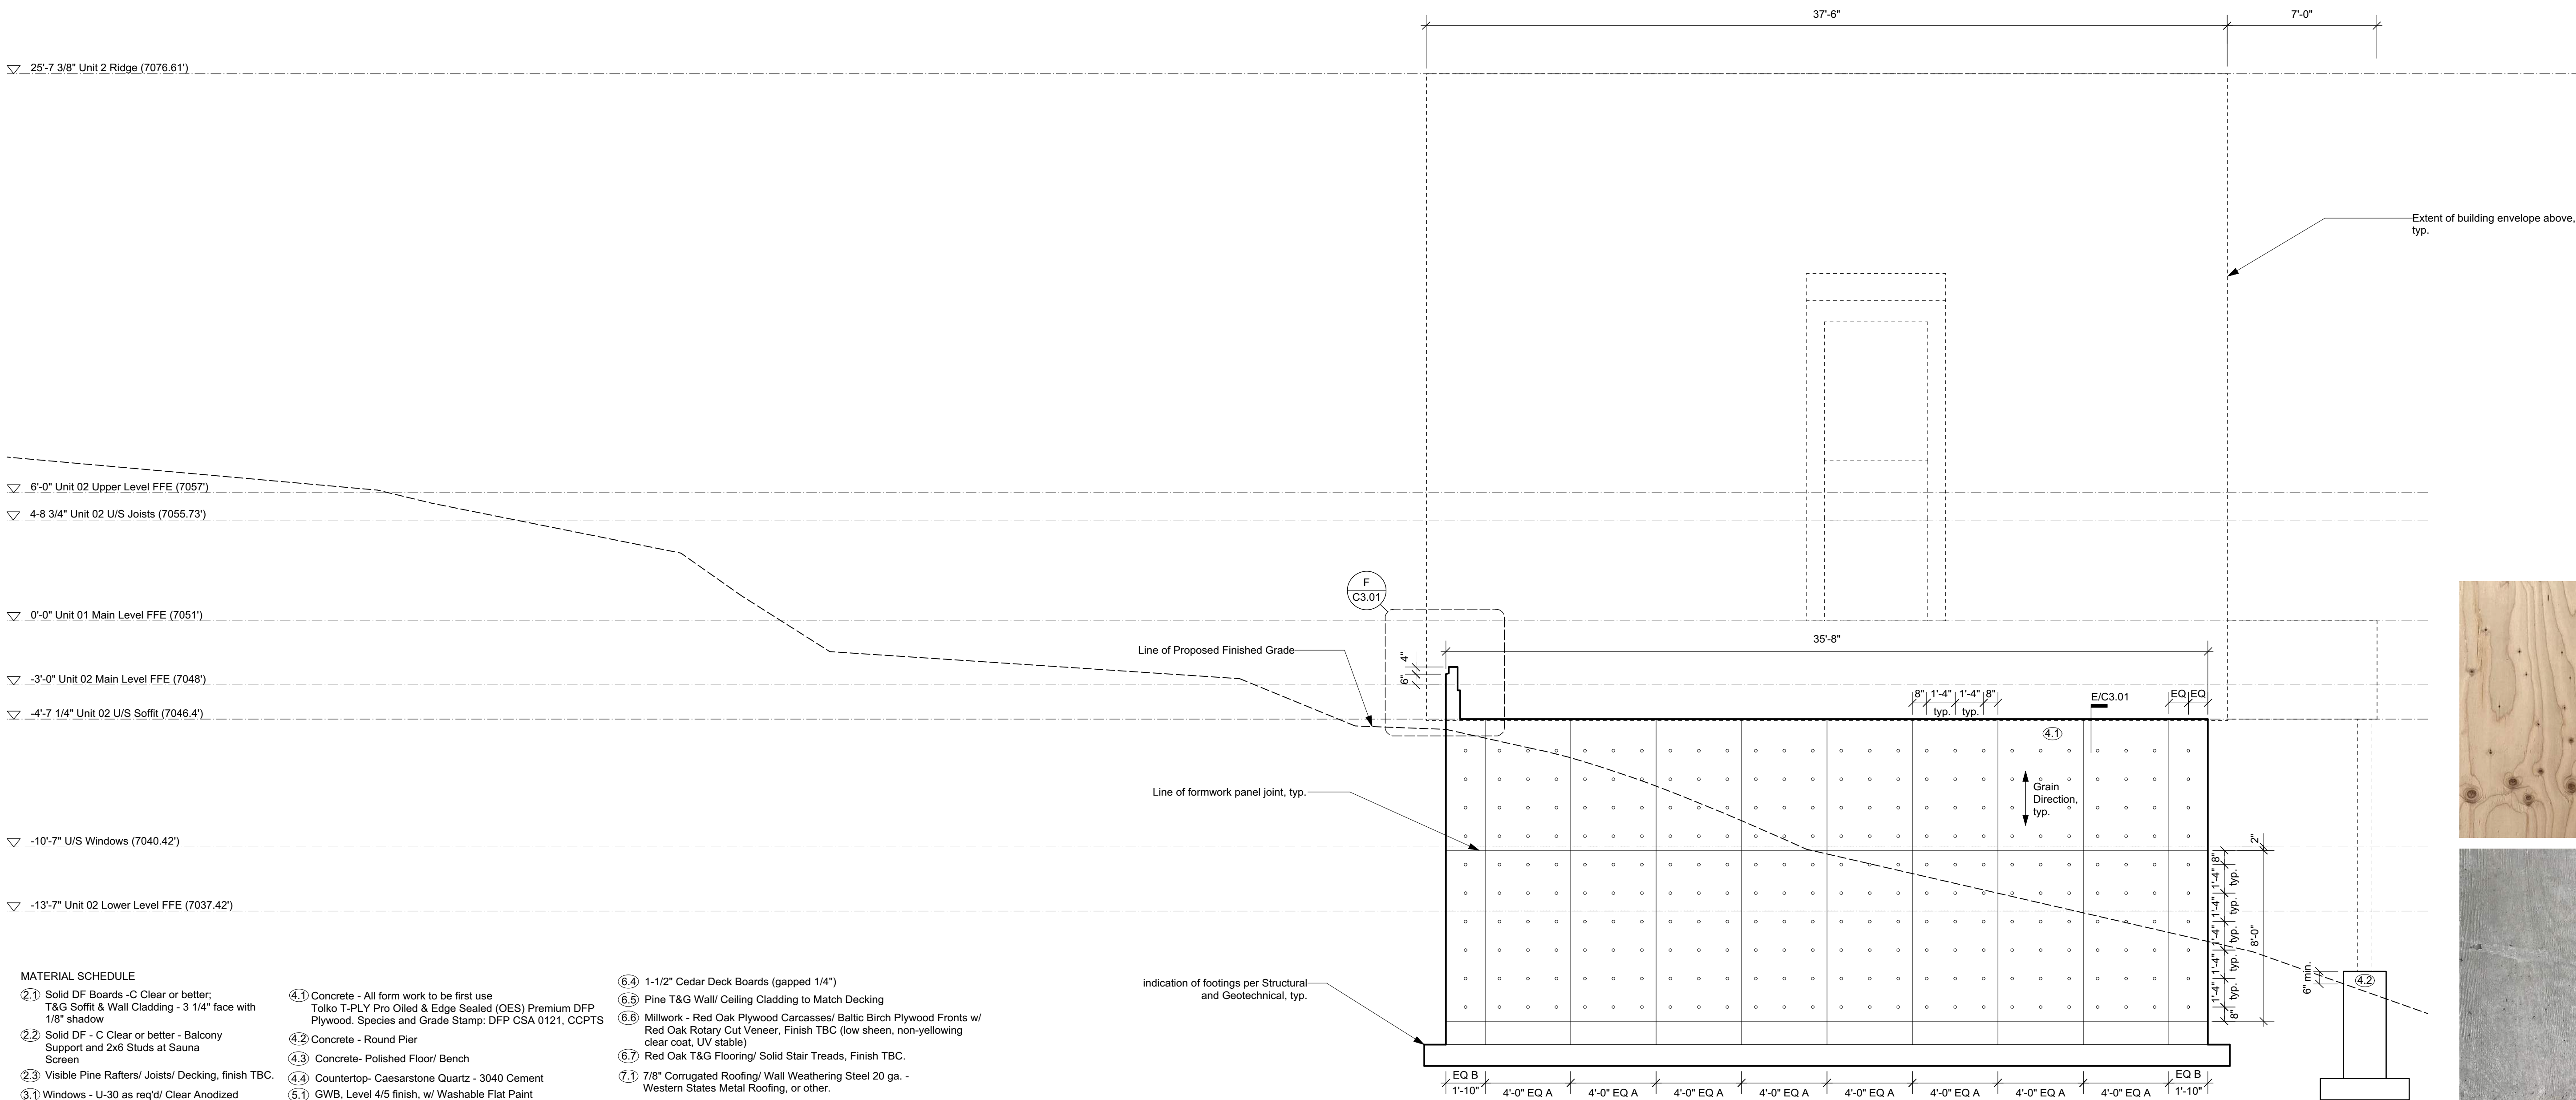 37'-6"
7'-0"
25'-7 3/8" Unit 2 Ridge (7076.61')
Extent of building envelope above,
typ.
6'-0" Unit 02 Upper Level FFE (7057')
4-8 3/4" Unit 02 U/S Joists (7055.73')
0'-0" Unit 01 Main Level FFE (7051')
F
C3.01
Line of Proposed Finished Grade
35'-8"
4"
6"
-3'-0" Unit 02 Main Level FFE (7048')
-4'-7 1/4" Unit 02 U/S Soffit (7046.4')
8" 1'-4" 1'-4" 8"
typ. typ.
E/C3.01
EQ EQ
4.1
Grain
Direction,
typ.
Line of formwork panel joint, typ.
-10'-7" U/S Windows (7040.42')
-13'-7" Unit 02 Lower Level FFE (7037.42')
2"
8"
1'-4" typ.
1'-4" typ.
1'-4" typ.
1'-4" typ.
1'-4" typ.
8"
8'-0"
6" min.
4.2
indication of footings per Structural
and Geotechnical, typ.
EQ B
1'-10"
4'-0" EQ A
4'-0" EQ A
4'-0" EQ A
4'-0" EQ A
4'-0" EQ A
4'-0" EQ A
4'-0" EQ A
4'-0" EQ A
EQ B
1'-10"
MATERIAL SCHEDULE
2.1 Solid DF Boards -C Clear or better;
T&G Soffit & Wall Cladding - 3 1/4" face with
1/8" shadow
2.2 Solid DF - C Clear or better - Balcony
Support and 2x6 Studs at Sauna
Screen
2.3 Visible Pine Rafters/ Joists/ Decking, finish TBC.
3.1 Windows - U-30 as req'd/ Clear Anodized
4.1 Concrete - All form work to be first use
Tolko T-PLY Pro Oiled & Edge Sealed (OES) Premium DFP
Plywood. Species and Grade Stamp: DFP CSA 0121, CCPTS
4.2 Concrete - Round Pier
4.3 Concrete- Polished Floor/ Bench
4.4 Countertop- Caesarstone Quartz - 3040 Cement
5.1 GWB, Level 4/5 finish, w/ Washable Flat Paint
6.4 1-1/2" Cedar Deck Boards (gapped 1/4")
6.5 Pine T&G Wall/ Ceiling Cladding to Match Decking
6.6 Millwork - Red Oak Plywood Carcasses/ Baltic Birch Plywood Fronts w/
Red Oak Rotary Cut Veneer, Finish TBC (low sheen, non-yellowing
clear coat, UV stable)
6.7 Red Oak T&G Flooring/ Solid Stair Treads, Finish TBC.
7.1 7/8" Corrugated Roofing/ Wall Weathering Steel 20 ga. -
Western States Metal Roofing, or other.